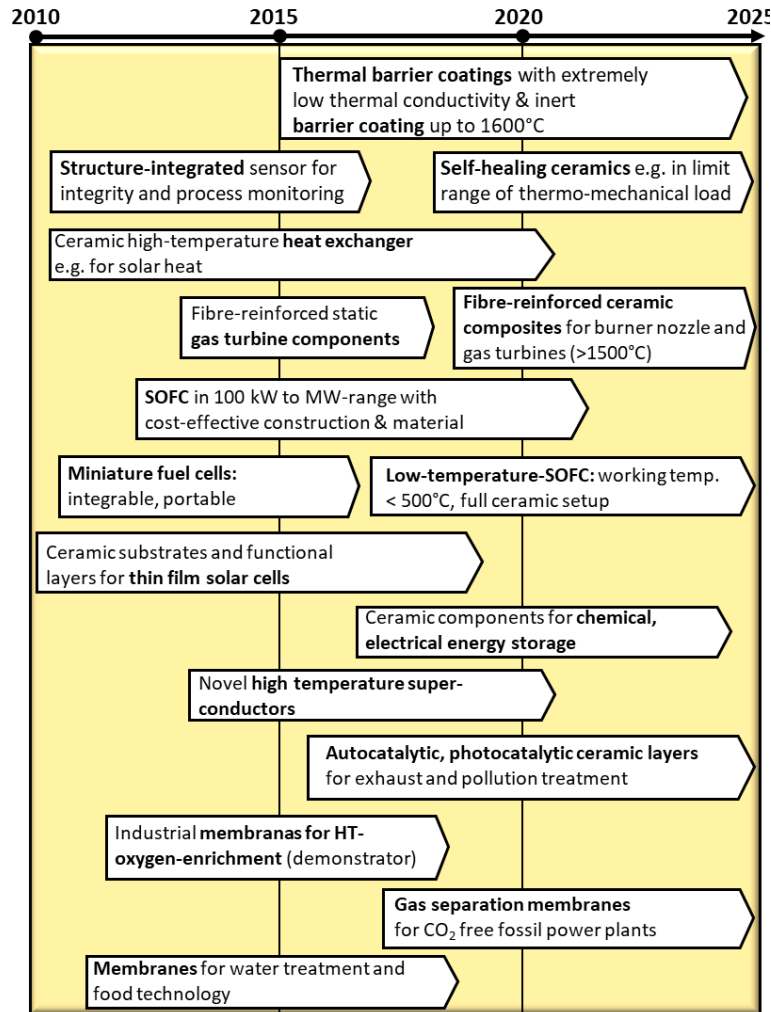 2010 2015 2020 2025
Thermal barrier coatings with extremely
low thermal conductivity & inert
barrier coating up to 1600°C
Structure-integrated sensor for
integrity and process monitoring
Self-healing ceramics e.g. in limit
range of thermo-mechanical load
Ceramic high-temperature heat exchanger
e.g. for solar heat
Fibre-reinforced static
gas turbine components
Fibre-reinforced ceramic
composites for burner nozzle and
gas turbines (>1500°C)
SOFC in 100 kW to MW-range with
cost-effective construction & material
Miniature fuel cells:
integrable, portable
Low-temperature-SOFC: working temp.
< 500°C, full ceramic setup
Ceramic substrates and functional
layers for thin film solar cells
Ceramic components for chemical,
electrical energy storage
Novel high temperature super-
conductors
Autocatalytic, photocatalytic ceramic layers
for exhaust and pollution treatment
Industrial membranas for HT-
oxygen-enrichment (demonstrator)
Gas separation membranes
for CO₂ free fossil power plants
Membranes for water treatment and
food technology